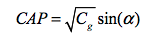 CAP = √C_g sin(α)